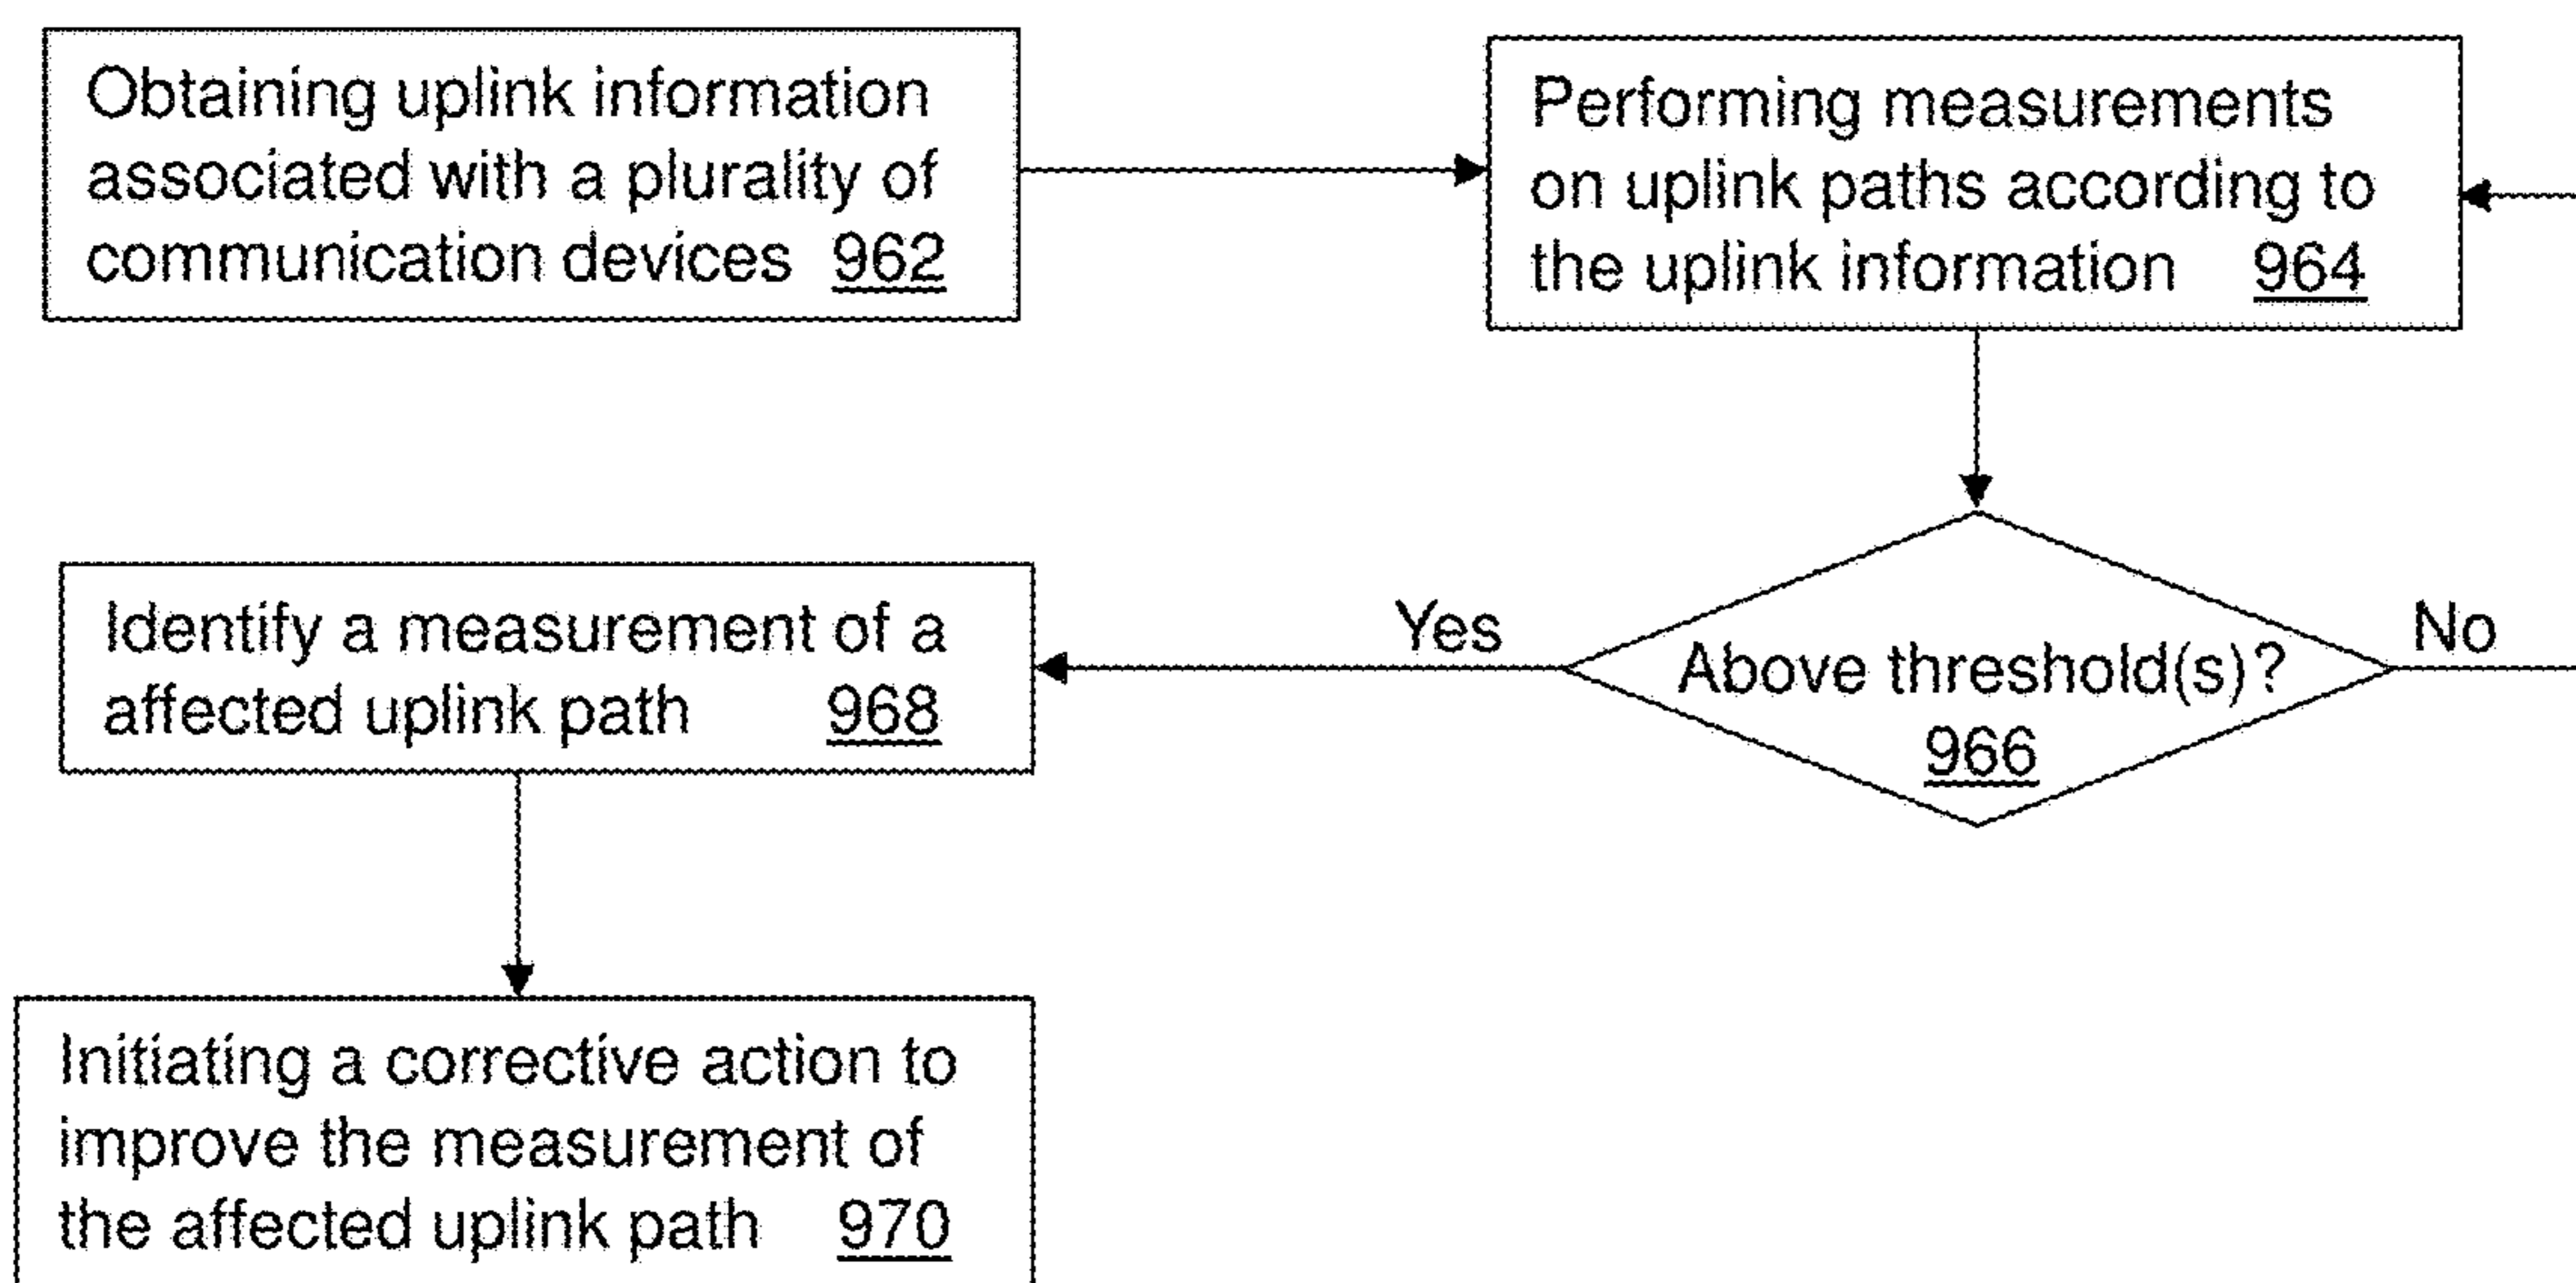 Obtaining uplink information
associated with a plurality of
communication devices 962
Performing measurements
on uplink paths according to
the uplink information 964
Above threshold(s)?
966
Yes
No
Identify a measurement of a
affected uplink path 968
Initiating a corrective action to
improve the measurement of
the affected uplink path 970